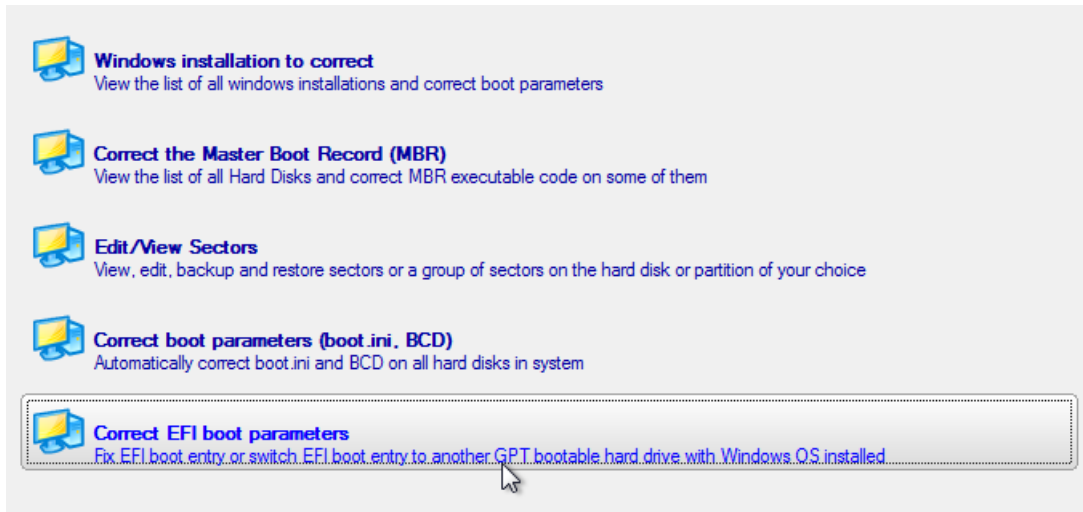 Windows installation to correct
View the list of all windows installations and correct boot parameters
Correct the Master Boot Record (MBR)
View the list of all Hard Disks and correct MBR executable code on some of them
Edit/View Sectors
View, edit, backup and restore sectors or a group of sectors on the hard disk or partition of your choice
Correct boot parameters (boot.ini, BCD)
Automatically correct boot.ini and BCD on all hard disks in system
Correct EFI boot parameters
Fix EFI boot entry or switch EFI boot entry to another GPT bootable hard drive with Windows OS installed